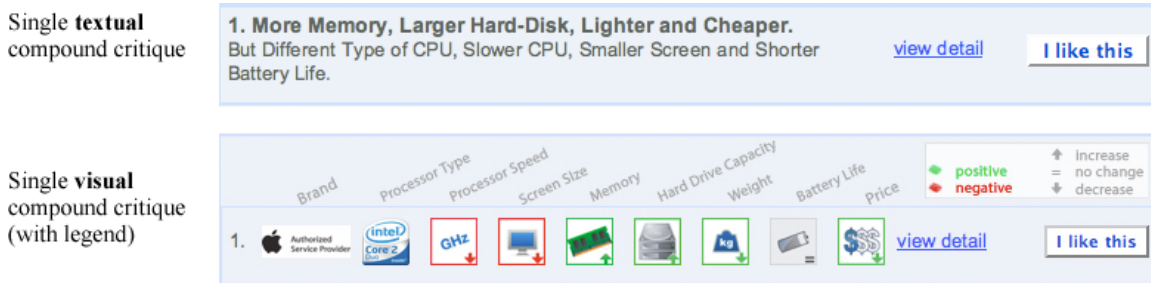 Single textual
compound critique
1. More Memory, Larger Hard-Disk, Lighter and Cheaper.
But Different Type of CPU, Slower CPU, Smaller Screen and Shorter
Battery Life.
view detail
I like this
Single visual
compound critique
(with legend)
Brand
Processor Type
Processor Speed
Screen Size
Memory
Hard Drive Capacity
Weight
Battery Life
Price
positive
negative
increase
= no change
decrease
1.
Authorized
Service Provider
intel
Core 2
Duo
GHz
kg
=
$$$
view detail
I like this